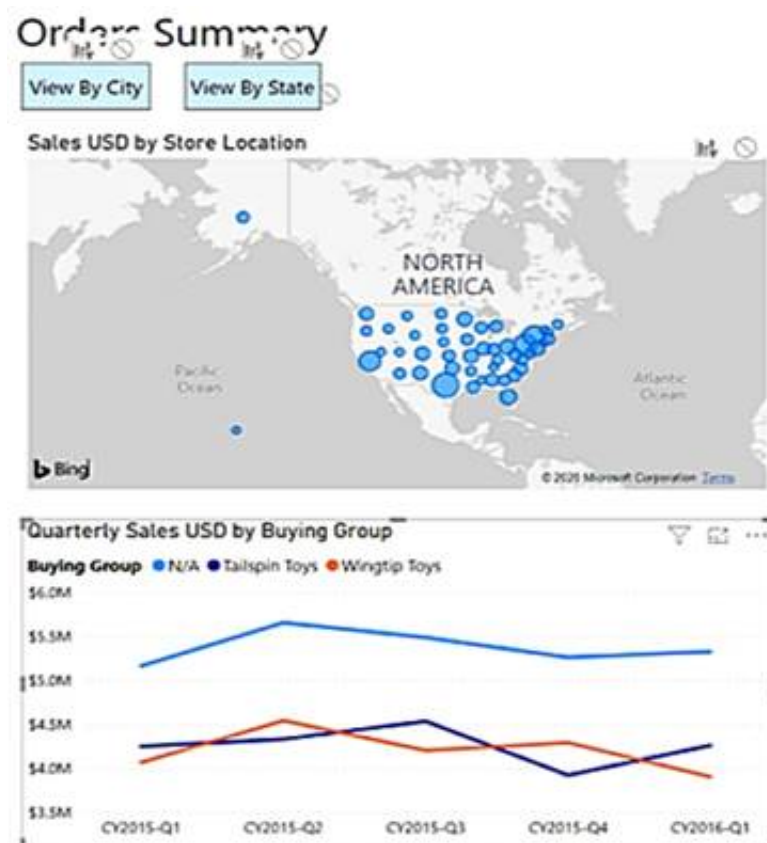 Orders Summary
View By City View By State
Sales USD by Store Location
NORTH
AMERICA
Pacific
Ocean
Atlantic
Ocean
Bing
© 2025 Microsoft Corporation Terms
Quarterly Sales USD by Buying Group
Buying Group N/A Tailspin Toys Wingtip Toys
$6.0M
$5.5M
$5.0M
$4.5M
$4.0M
$3.5M
CY2015-Q1 CY2015-Q2 CY2015-Q3 CY2015-Q4 CY2016-Q1